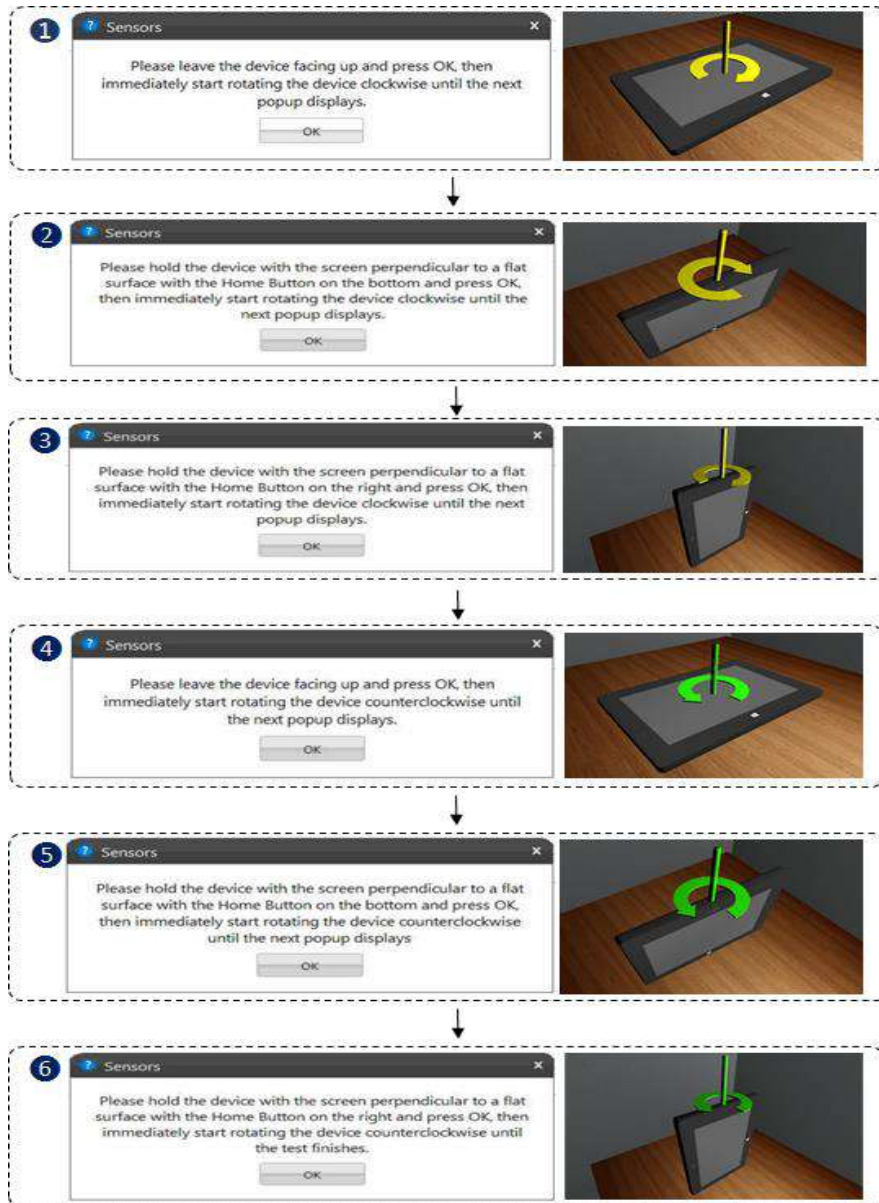 1
? Sensors ×
Please leave the device facing up and press OK, then
immediately start rotating the device clockwise until the next
popup displays.
OK
2
? Sensors ×
Please hold the device with the screen perpendicular to a flat
surface with the Home Button on the bottom and press OK,
then immediately start rotating the device clockwise until the
next popup displays.
OK
3
? Sensors ×
Please hold the device with the screen perpendicular to a flat
surface with the Home Button on the right and press OK, then
immediately start rotating the device clockwise until the next
popup displays.
OK
4
? Sensors ×
Please leave the device facing up and press OK, then
immediately start rotating the device counterclockwise until
the next popup displays.
OK
5
? Sensors ×
Please hold the device with the screen perpendicular to a flat
surface with the Home Button on the bottom and press OK,
then immediately start rotating the device counterclockwise
until the next popup displays
OK
6
? Sensors ×
Please hold the device with the screen perpendicular to a flat
surface with the Home Button on the right and press OK, then
immediately start rotating the device counterclockwise until
the test finishes.
OK